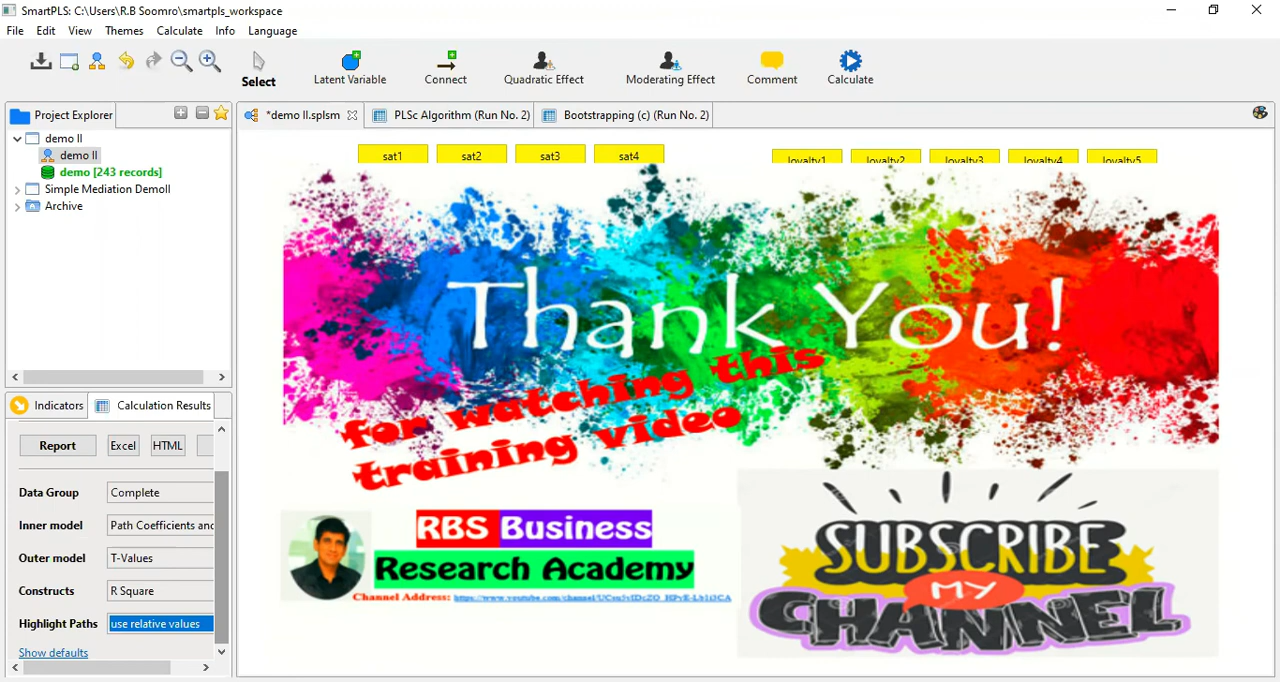 SmartPLS: C:\Users\R.B Soomro\smartpls_workspace
File Edit View Themes Calculate Info Language
Select
Latent Variable
Connect
Quadratic Effect
Moderating Effect
Comment
Calculate
Project Explorer
*demo II.splsm
PLSc Algorithm (Run No. 2)
Bootstrapping (c) (Run No. 2)
demo II
demo II
demo [243 records]
Simple Mediation DemoII
Archive
sat1 sat2 sat3 sat4
loyalty1 loyalty2 loyalty3 loyalty4 loyalty5
Thank You!
for watching this
training video
Indicators
Calculation Results
Report Excel HTML
Data Group Complete
Inner model Path Coefficients and
Outer model T-Values
Constructs R Square
Highlight Paths use relative values
Show defaults
RBS Business
Research Academy
Channel Address:
SUBSCRIBE
MY
CHANNEL